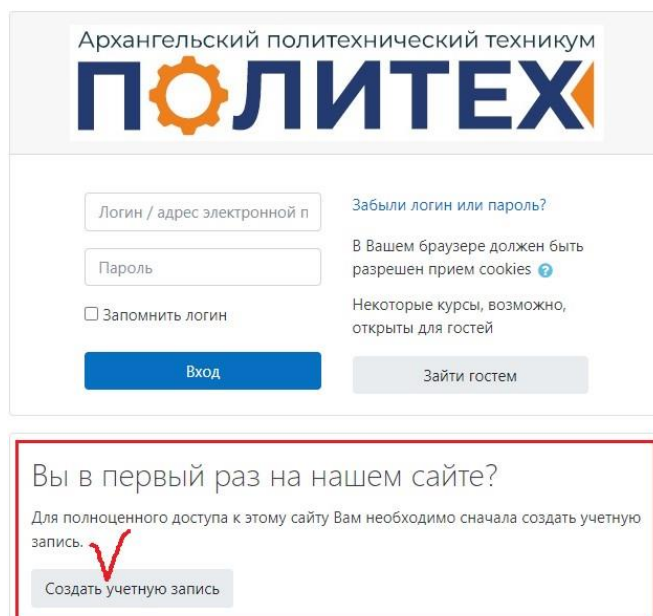 Архангельский политехнический техникум
ПОЛИТЕХ
Логин / адрес электронной п
Забыли логин или пароль?
Пароль
В Вашем браузере должен быть
разрешен прием cookies ?
Запомнить логин
Некоторые курсы, возможно,
открыты для гостей
Вход
Зайти гостем
Вы в первый раз на нашем сайте?
Для полноценного доступа к этому сайту Вам необходимо сначала создать учетную
запись.
Создать учетную запись